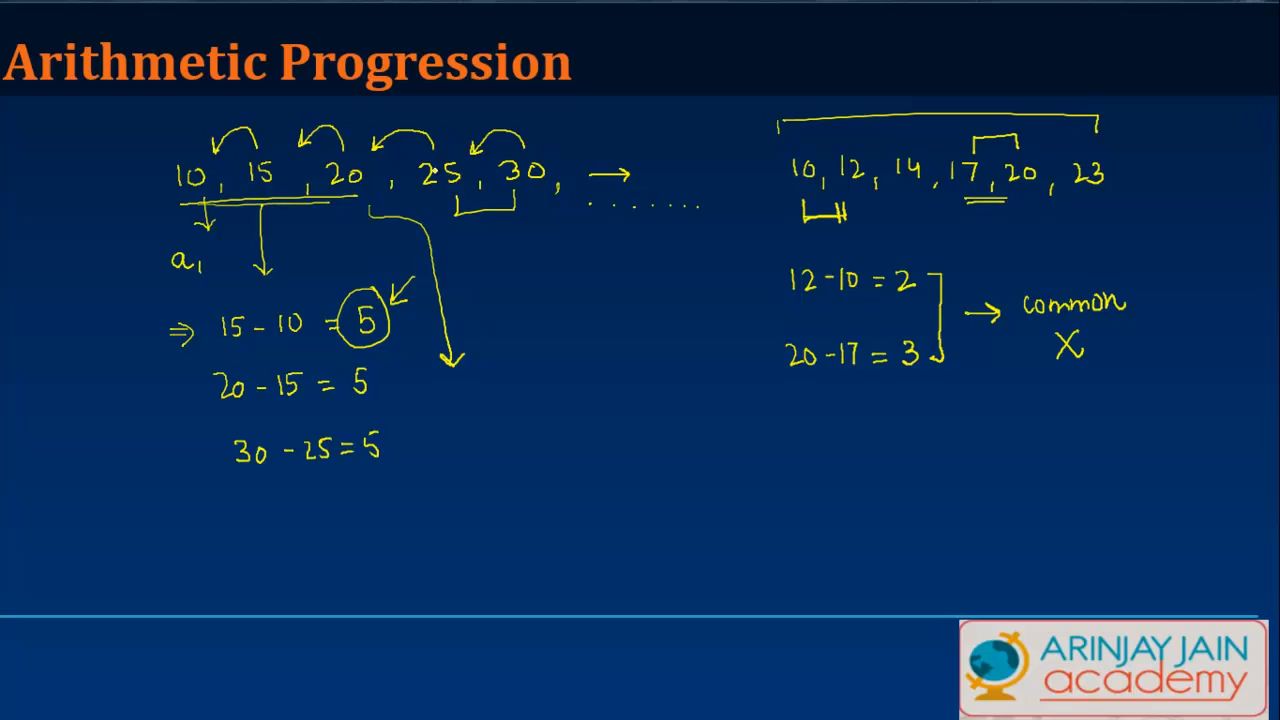 Arithmetic Progression
10, 15, 20, 25, 30, → ........
a1
⇒ 15 - 10 = 5
20 - 15 = 5
30 - 25 = 5
10, 12, 14, 17, 20, 23
12 - 10 = 2
20 - 17 = 3
→ common
X
ARINJAY JAIN
academy